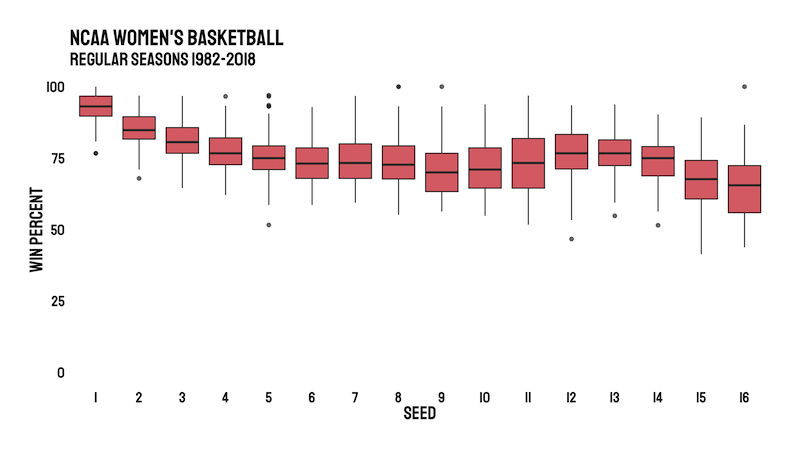 NCAA WOMEN'S BASKETBALL
REGULAR SEASONS 1982-2018
100
75
50
25
0
WIN PERCENT
1 2 3 4 5 6 7 8 9 10 11 12 13 14 15 16
SEED